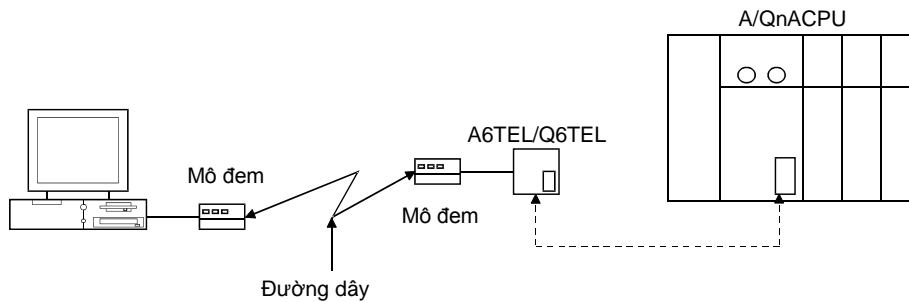 A/QnACPU
A6TEL/Q6TEL
Mô đem
Mô đem
Đường dây